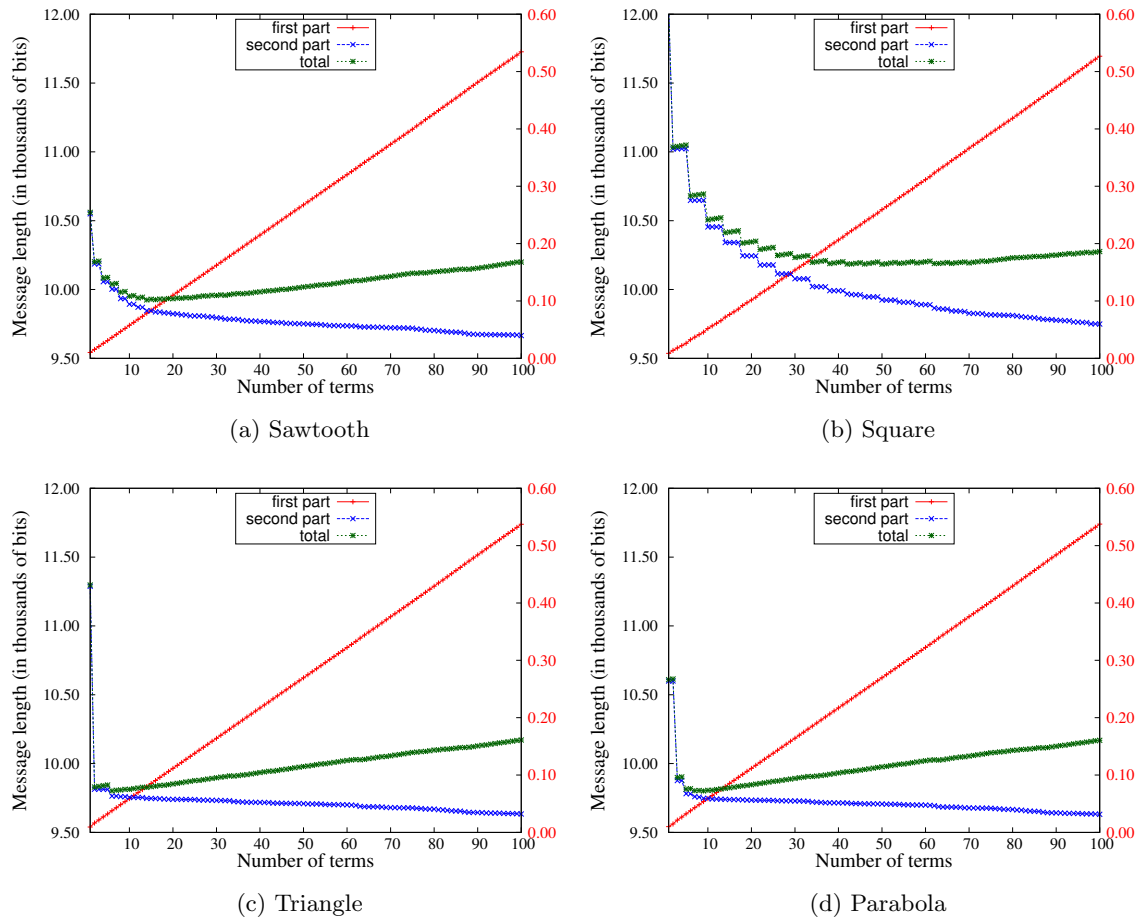 12.00
11.50
11.00
10.50
10.00
9.50
Message length (in thousands of bits)
first part
second part
total
0.60
0.50
0.40
0.30
0.20
0.10
0.00
10 20 30 40 50 60 70 80 90 100
Number of terms
(a) Sawtooth
12.00
11.50
11.00
10.50
10.00
9.50
Message length (in thousands of bits)
first part
second part
total
0.60
0.50
0.40
0.30
0.20
0.10
0.00
10 20 30 40 50 60 70 80 90 100
Number of terms
(b) Square
12.00
11.50
11.00
10.50
10.00
9.50
Message length (in thousands of bits)
first part
second part
total
0.60
0.50
0.40
0.30
0.20
0.10
0.00
10 20 30 40 50 60 70 80 90 100
Number of terms
(c) Triangle
12.00
11.50
11.00
10.50
10.00
9.50
Message length (in thousands of bits)
first part
second part
total
0.60
0.50
0.40
0.30
0.20
0.10
0.00
10 20 30 40 50 60 70 80 90 100
Number of terms
(d) Parabola